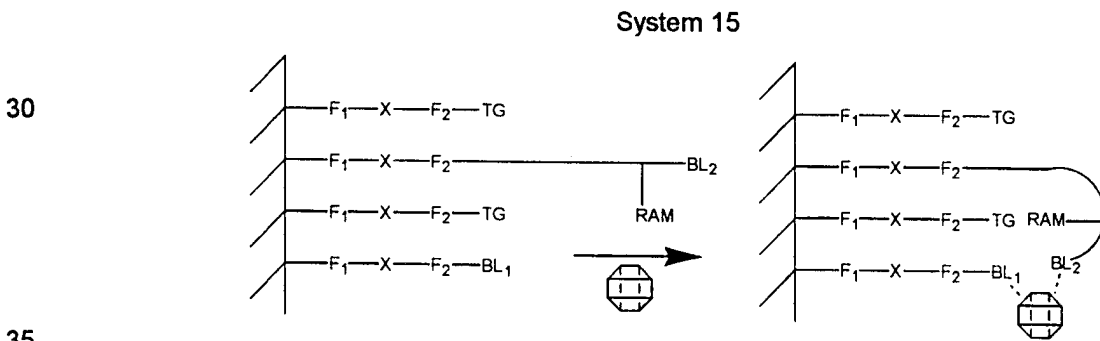 System 15
30
F₁—X—F₂—TG
F₁—X—F₂
BL₂
RAM
F₁—X—F₂—TG
F₁—X—F₂—BL₁
F₁—X—F₂—TG
F₁—X—F₂
F₁—X—F₂—TG RAM
F₁—X—F₂—BL₁
BL₂
35